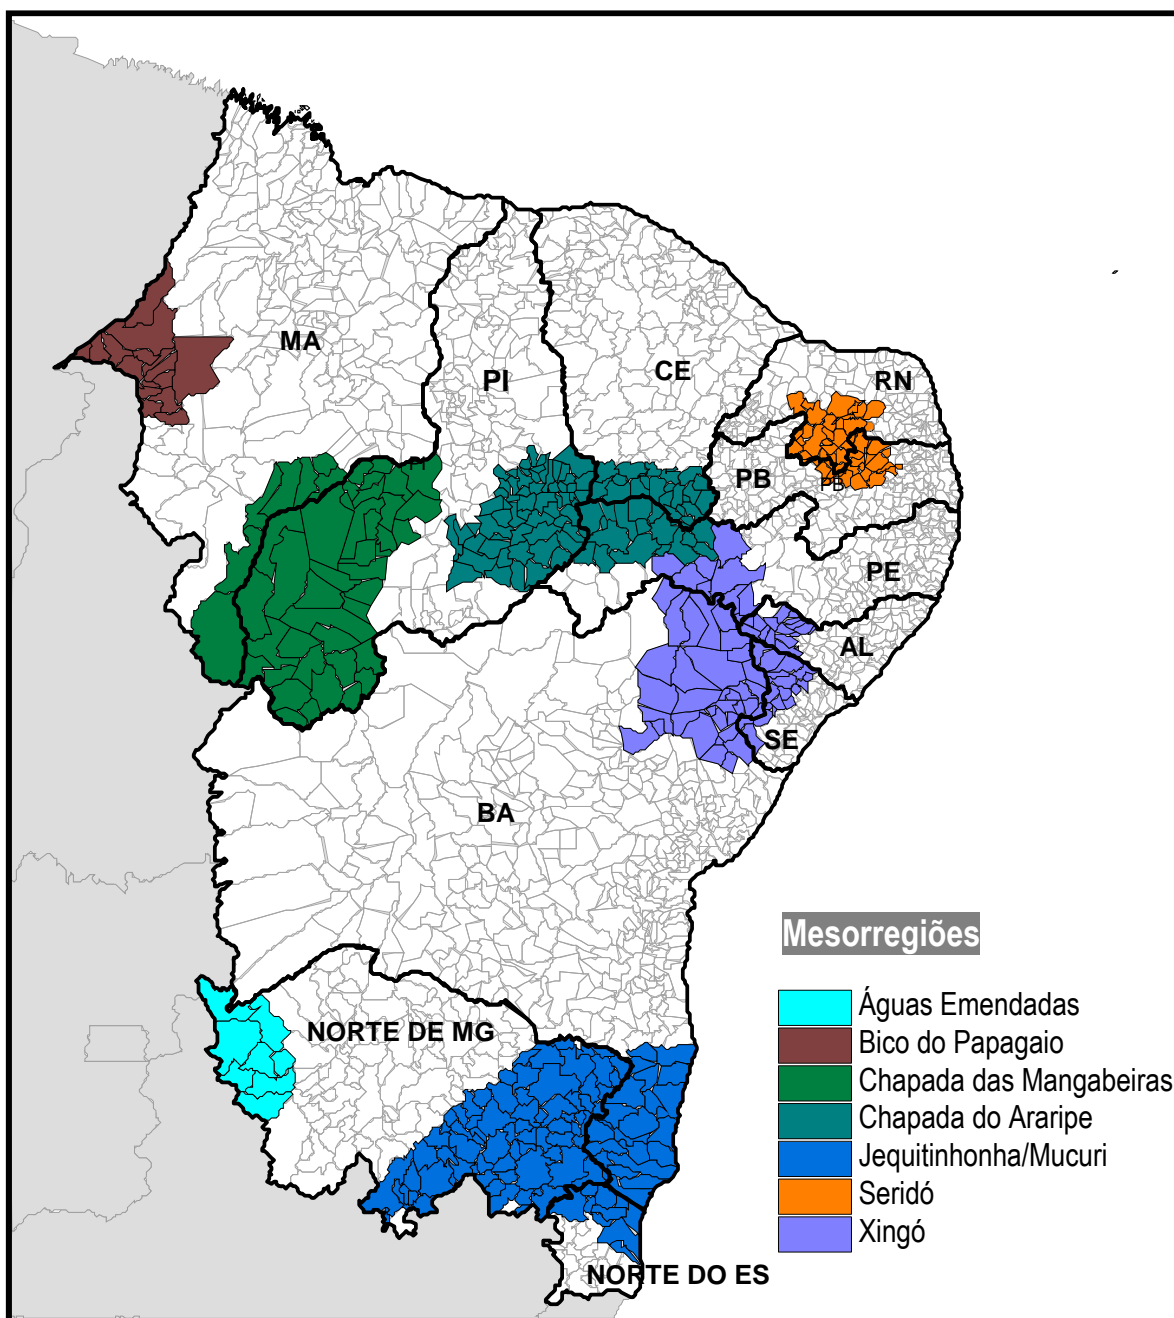 MA
PI
CE
RN
PB
PB
PE
AL
SE
BA
Mesorregiões
Águas Emendadas
NORTE DE MG
Bico do Papagaio
Chapada das Mangabeiras
Chapada do Araripe
Jequitinhonha/Mucuri
Seridó
Xingó
NORTE DO ES